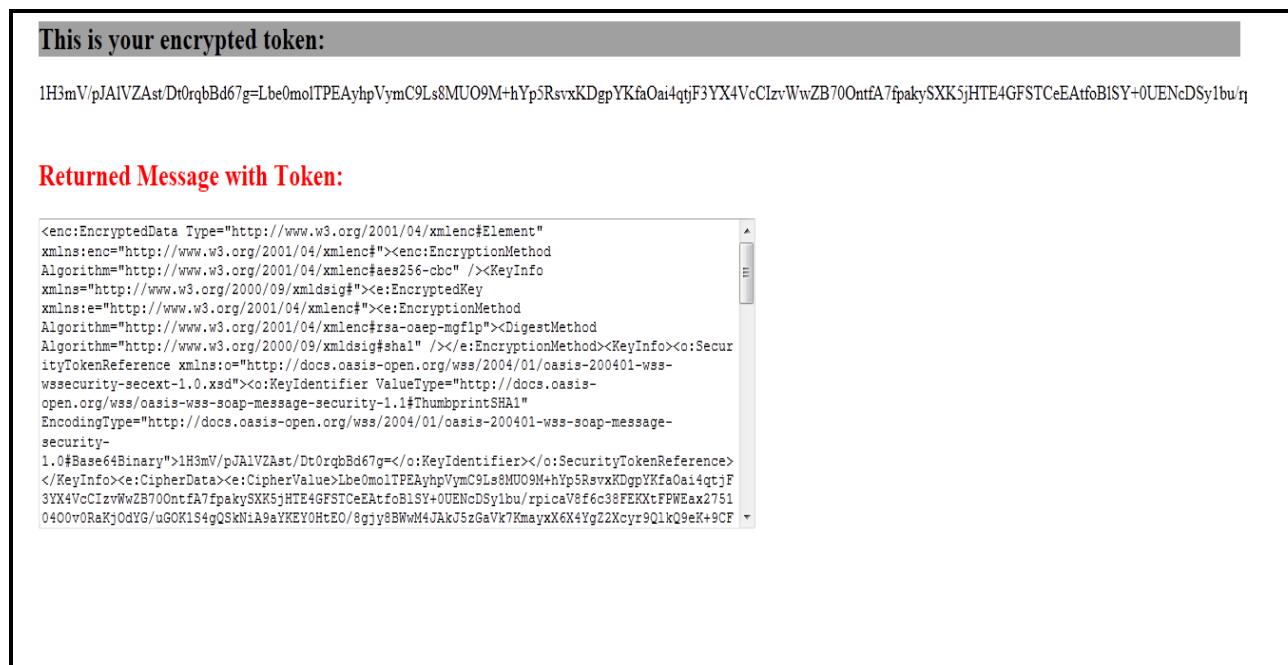 This is your encrypted token:
1H3mV/pJAlVZAst/Dt0rqbBd67g=Lbe0molTPEAyhpVymC9Ls8MUO9M+hYp5RsvxKDgpYKfaOai4qtjF3YX4VcCIzvWwZB70OntfA7fpakySXK5jHTE4GFSTCeEAtfoBlSY+0UENcDSy1bu/rp
Returned Message with Token:
<enc:EncryptedData Type="http://www.w3.org/2001/04/xmlenc#Element"
xmlns:enc="http://www.w3.org/2001/04/xmlenc#"><enc:EncryptionMethod
Algorithm="http://www.w3.org/2001/04/xmlenc#aes256-cbc" /><KeyInfo
xmlns="http://www.w3.org/2000/09/xmldsig#"><e:EncryptedKey
xmlns:e="http://www.w3.org/2001/04/xmlenc#"><e:EncryptionMethod
Algorithm="http://www.w3.org/2001/04/xmlenc#rsa-oaep-mgf1p"><DigestMethod
Algorithm="http://www.w3.org/2000/09/xmldsig#sha1" /></e:EncryptionMethod><KeyInfo><o:Secur
ityTokenReference xmlns:o="http://docs.oasis-open.org/wss/2004/01/oasis-200401-wss-
wssecurity-secext-1.0.xsd"><o:KeyIdentifier ValueType="http://docs.oasis-
open.org/wss/oasis-wss-soap-message-security-1.1#ThumbprintSHA1"
EncodingType="http://docs.oasis-open.org/wss/2004/01/oasis-200401-wss-soap-message-
security-
1.0#Base64Binary">1H3mV/pJAlVZAst/Dt0rqbBd67g=</o:KeyIdentifier></o:SecurityTokenReference>
</KeyInfo><e:CipherData><e:CipherValue>Lbe0molTPEAyhpVymC9Ls8MUO9M+hYp5RsvxKDgpYKfaOai4qtjF
3YX4VcCIzvWwZB70OntfA7fpakySXK5jHTE4GFSTCeEAtfoBlSY+0UENcDSy1bu/rpicaV8f6c38FEKXtFPWEax2751
04O0v0RaKjOdYG/uGOK1S4gQSkNiA9aYKEY0HtEO/8gjy8BWwM4JAkJ5zGaVk7KmayxX6X4YgZ2Xcyr9QlkQ9eK+9CF